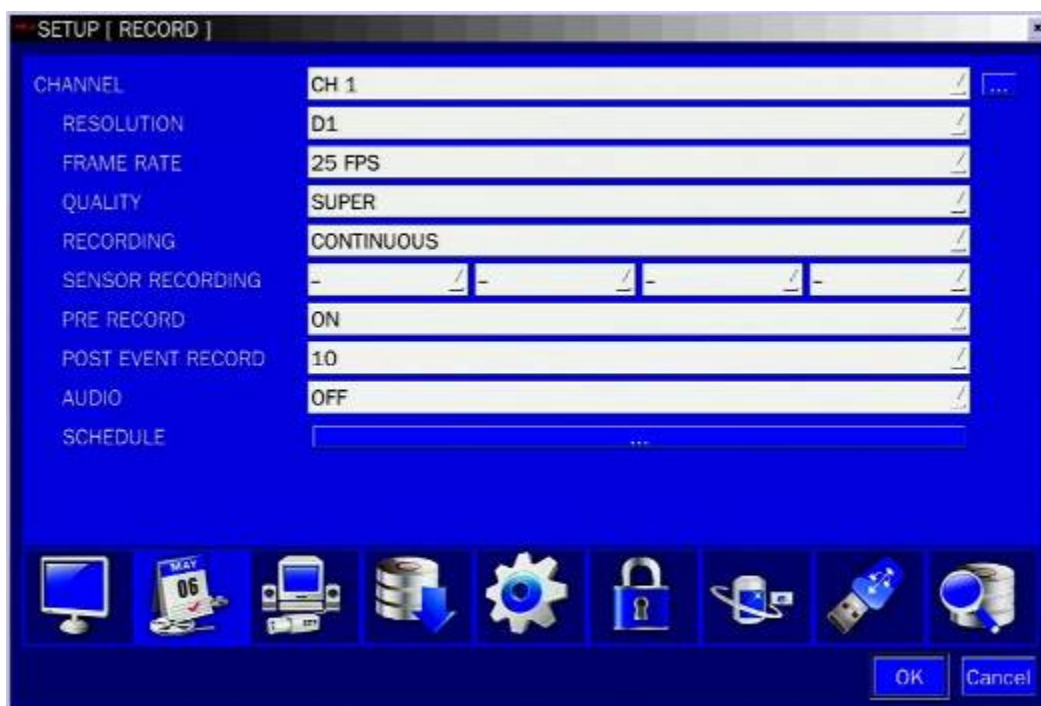 SETUP [ RECORD ]
CHANNEL CH 1 ...
RESOLUTION D1
FRAME RATE 25 FPS
QUALITY SUPER
RECORDING CONTINUOUS
SENSOR RECORDING - - - -
PRE RECORD ON
POST EVENT RECORD 10
AUDIO OFF
SCHEDULE ...
MAY
06
OK Cancel